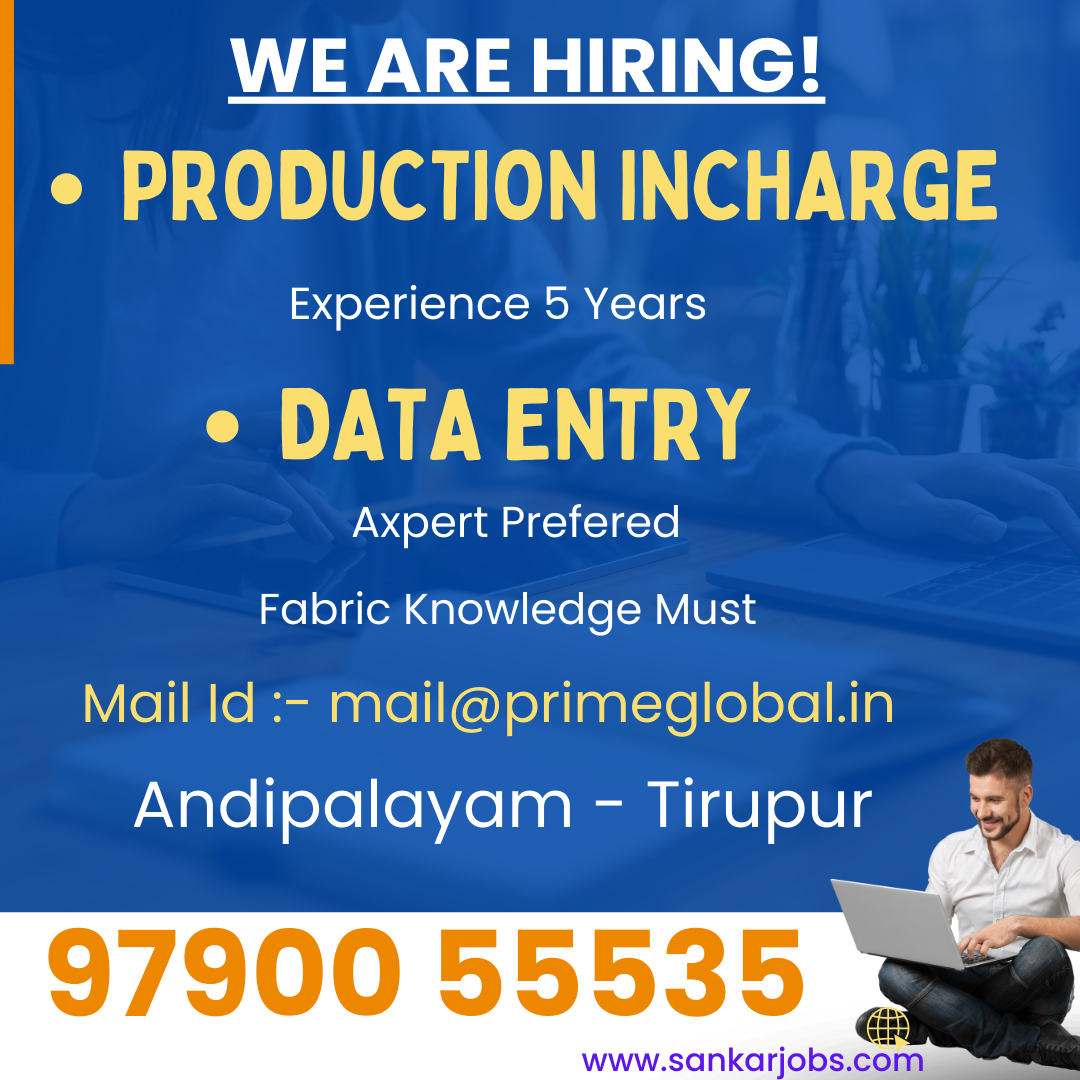 WE ARE HIRING!
• PRODUCTION INCHARGE
Experience 5 Years
• DATA ENTRY
Axpert Prefered
Fabric Knowledge Must
Mail Id :- mail@primeglobal.in
Andipalayam - Tirupur
97900 55535
www.sankarjobs.com